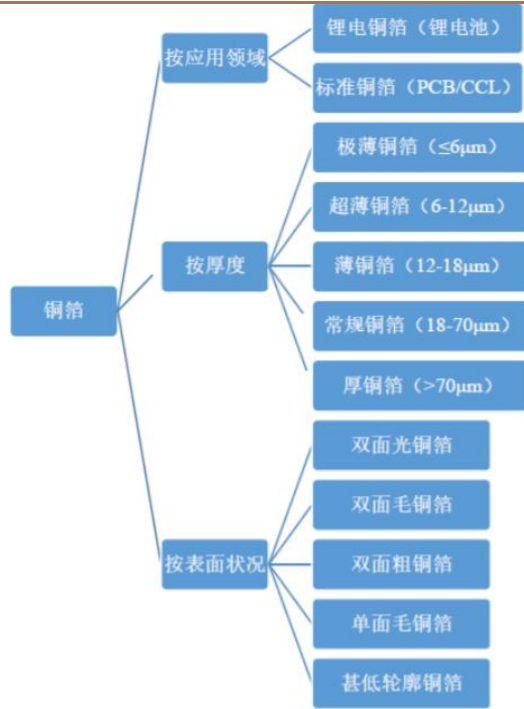 铜箔
按应用领域
锂电铜箔（锂电池）
标准铜箔（PCB/CCL）
按厚度
极薄铜箔（≤6μm）
超薄铜箔（6-12μm）
薄铜箔（12-18μm）
常规铜箔（18-70μm）
厚铜箔（>70μm）
按表面状况
双面光铜箔
双面毛铜箔
双面粗铜箔
单面毛铜箔
甚低轮廓铜箔